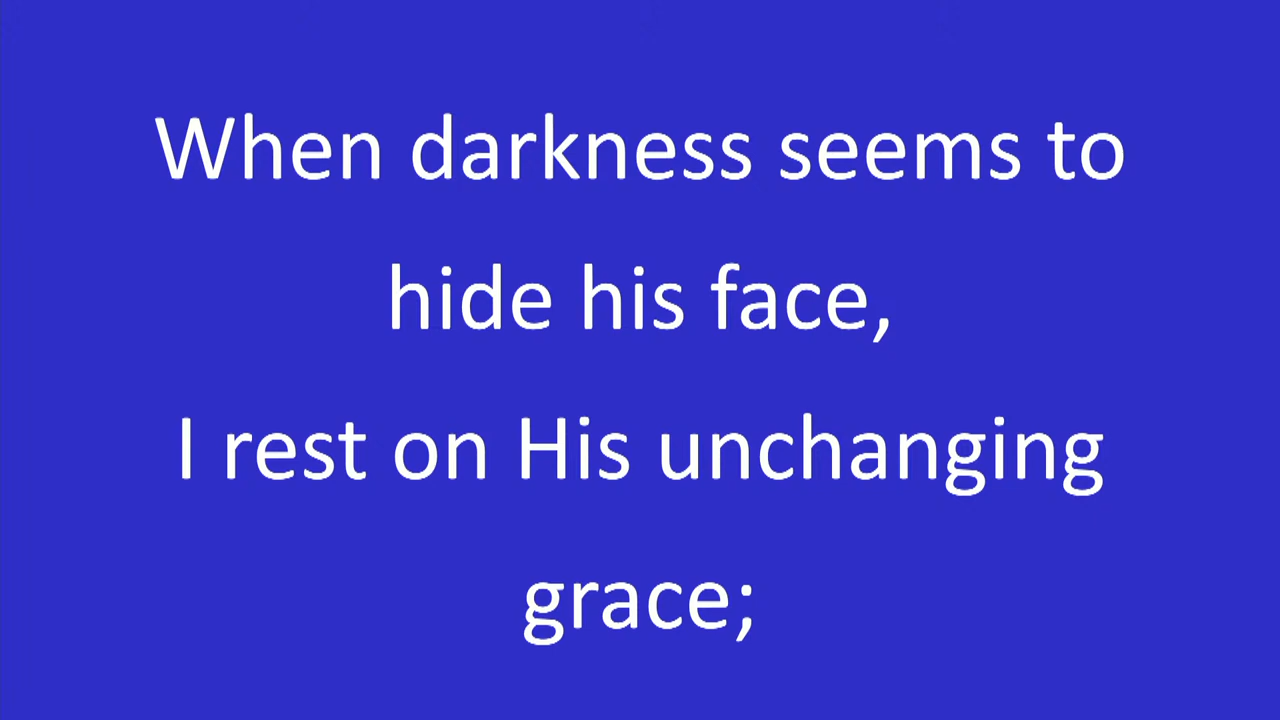 When darkness seems to
hide his face,
I rest on His unchanging
grace;